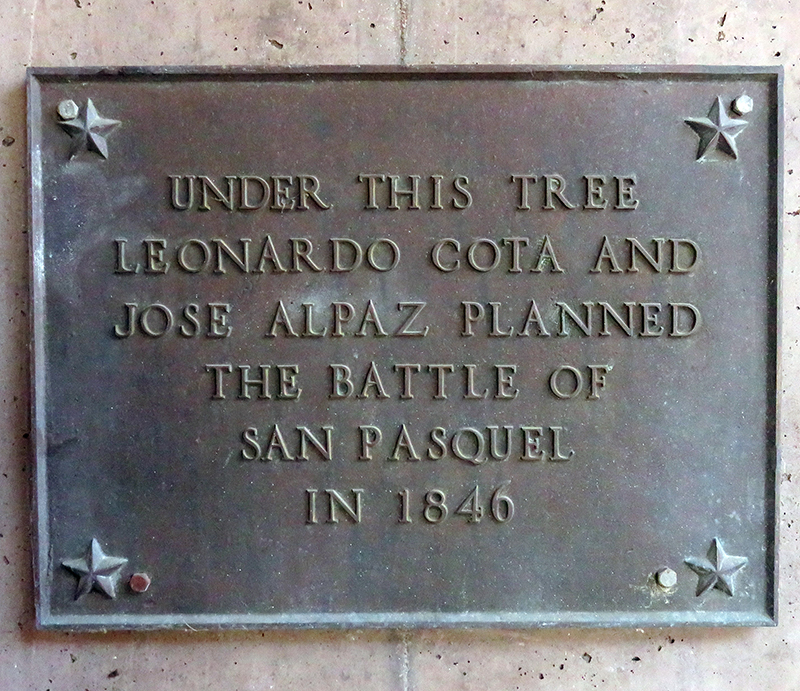 UNDER THIS TREE
LEONARDO COTA AND
JOSE ALPAZ PLANNED
THE BATTLE OF
SAN PASQUEL
IN 1846